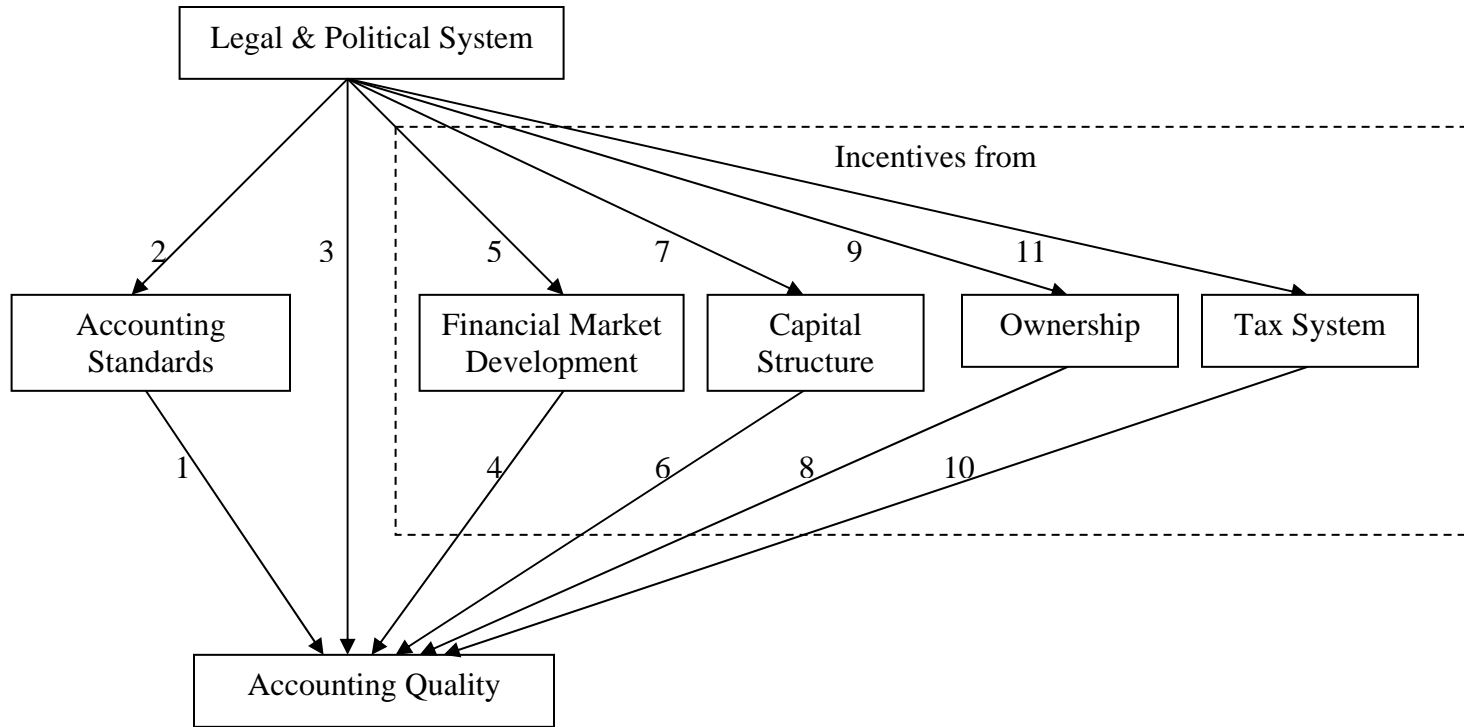 Legal & Political System
Incentives from
2
3
5
7
9
11
Accounting
Standards
Financial Market
Development
Capital
Structure
Ownership
Tax System
1
4
6
8
10
Accounting Quality